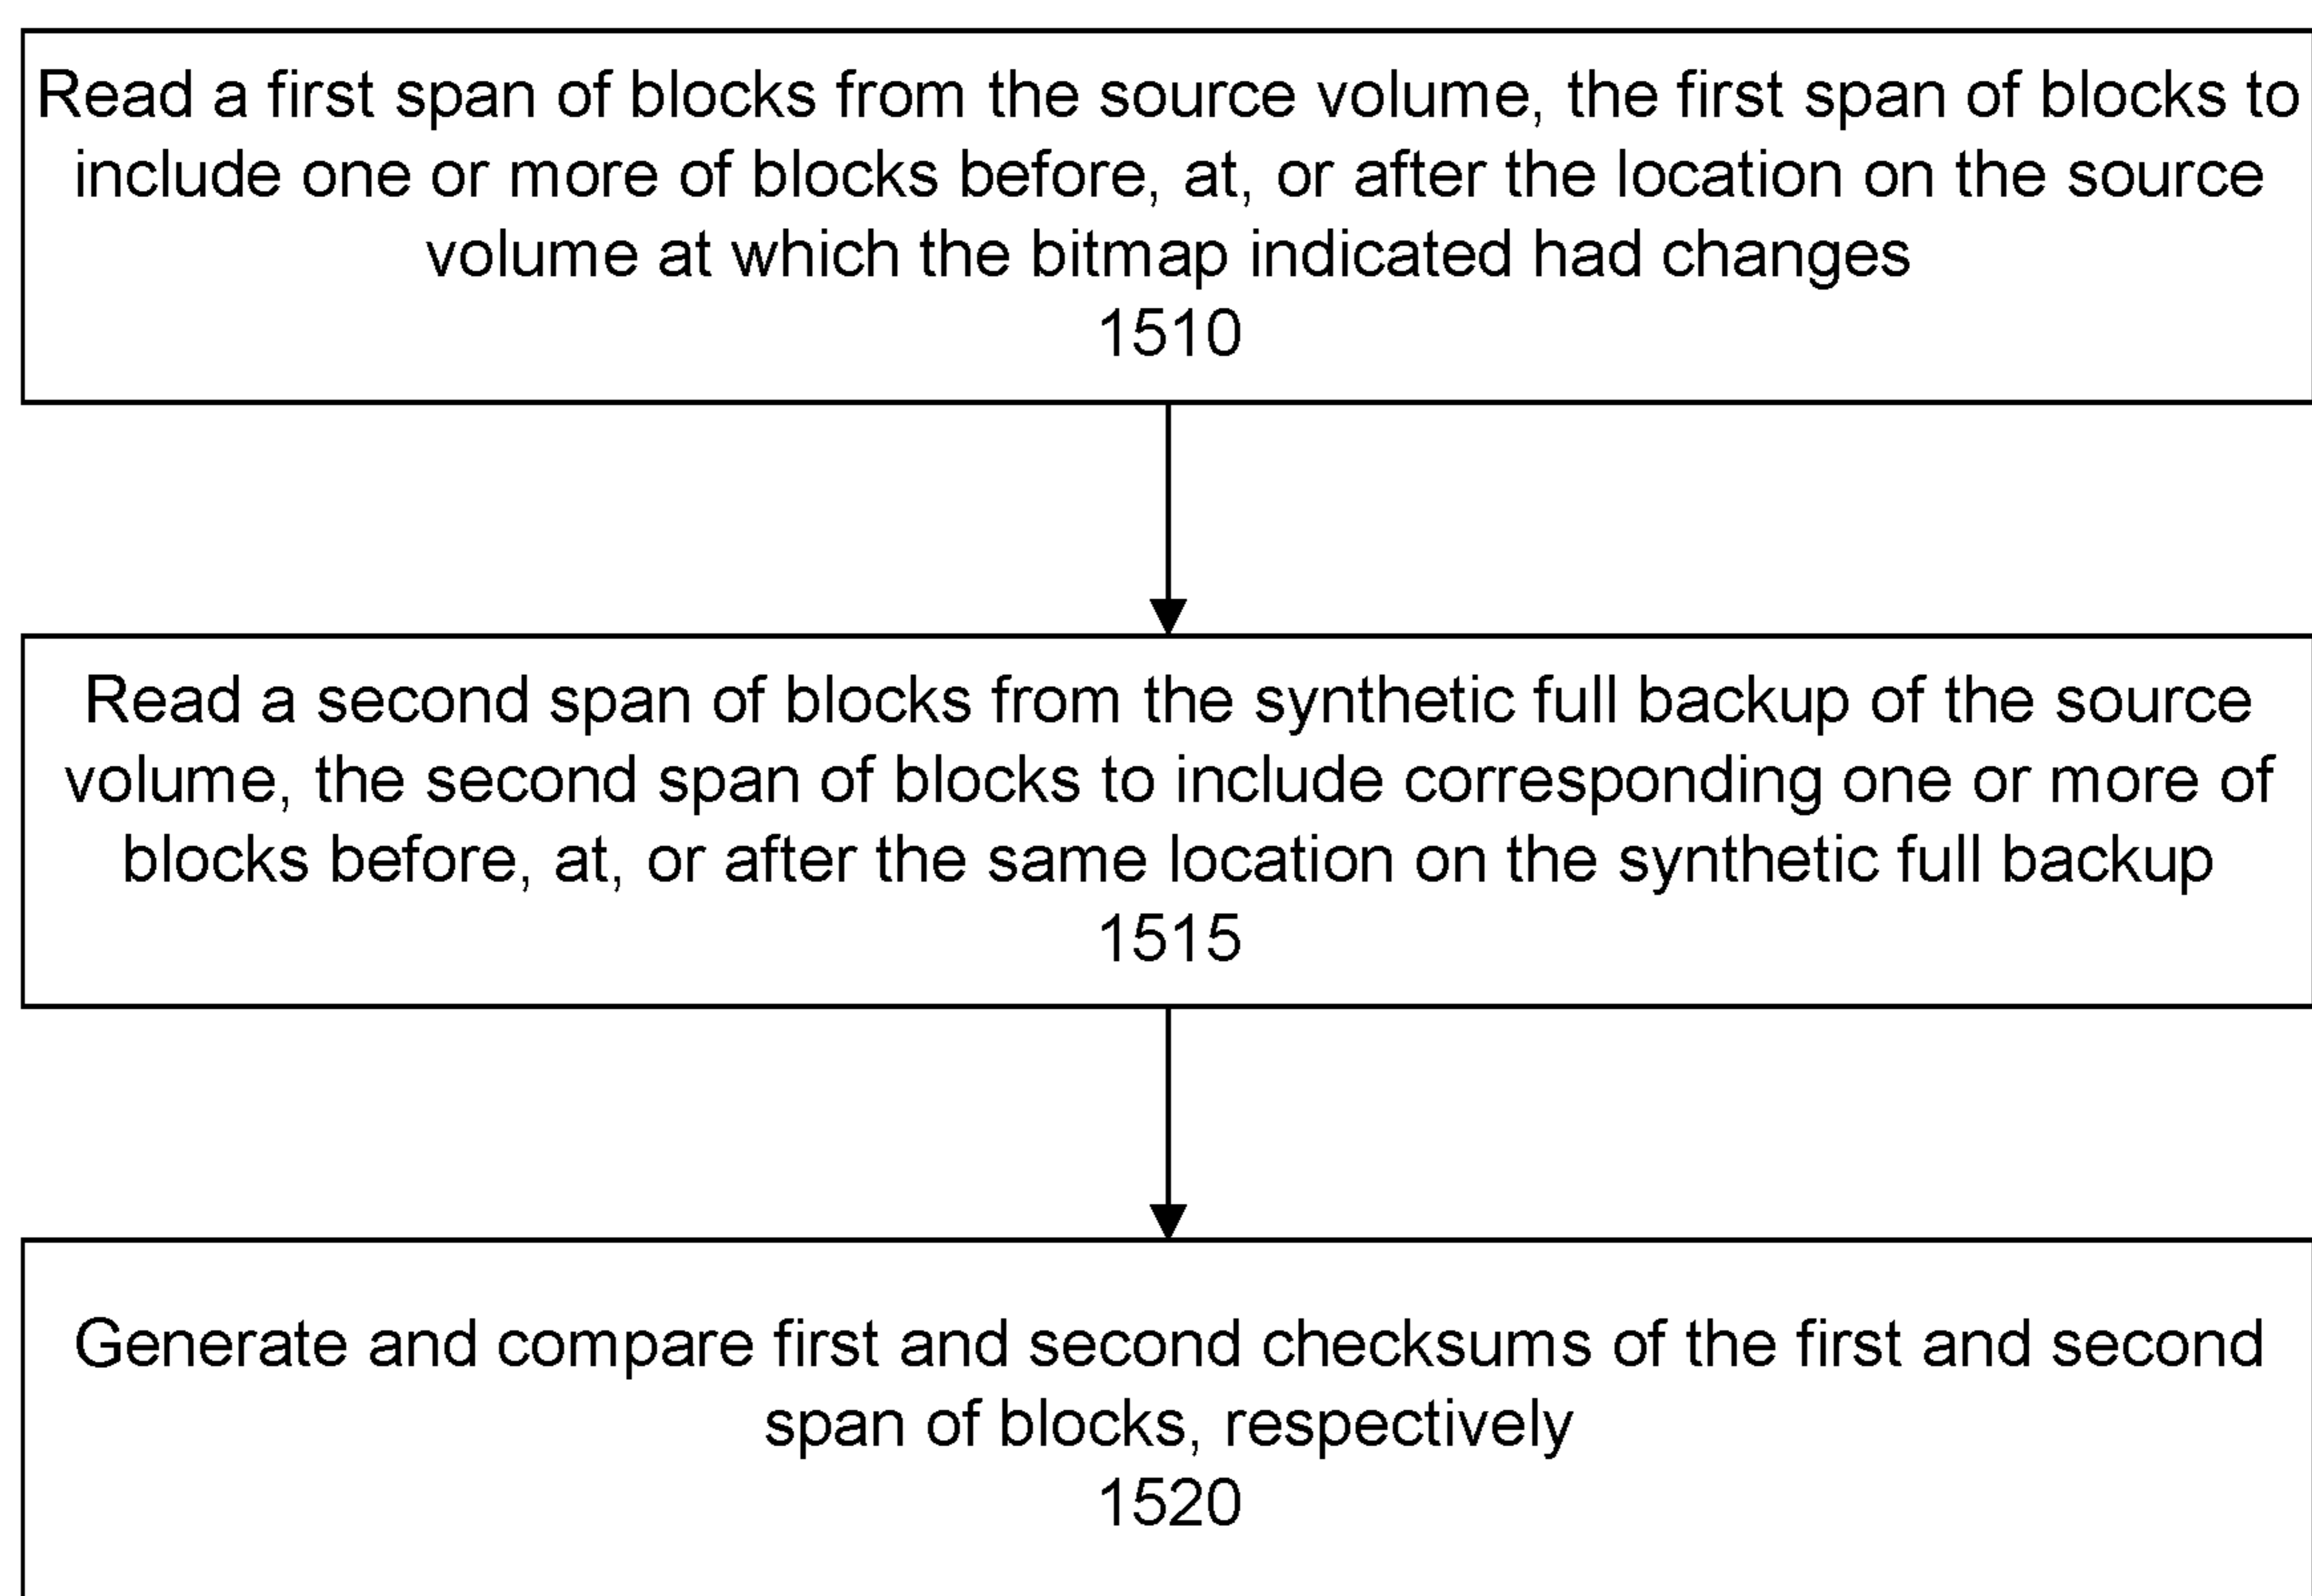 Read a first span of blocks from the source volume, the first span of blocks to
include one or more of blocks before, at, or after the location on the source
volume at which the bitmap indicated had changes
1510
Read a second span of blocks from the synthetic full backup of the source
volume, the second span of blocks to include corresponding one or more of
blocks before, at, or after the same location on the synthetic full backup
1515
Generate and compare first and second checksums of the first and second
span of blocks, respectively
1520